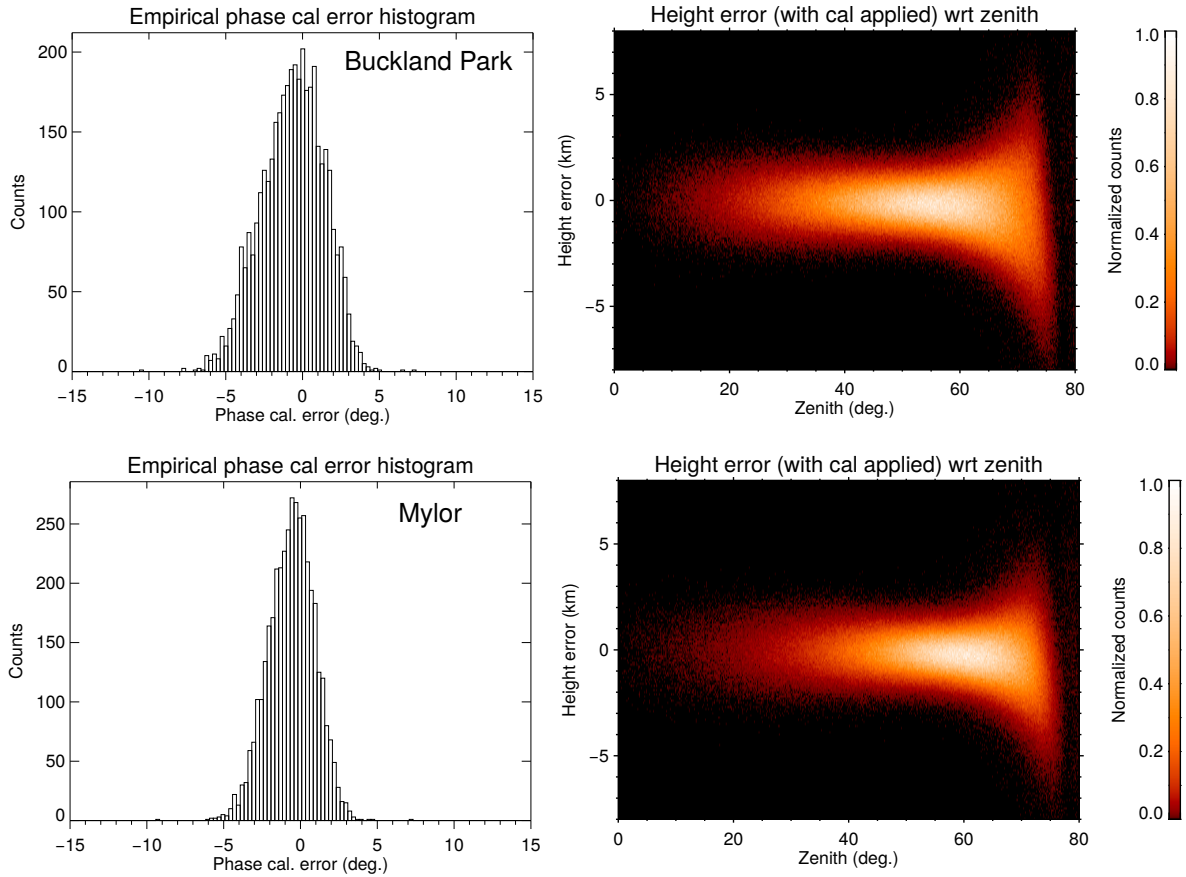 Empirical phase cal error histogram
Buckland Park
200
150
100
50
0
Counts
−15 −10 −5 0 5 10 15
Phase cal. error (deg.)
Height error (with cal applied) wrt zenith
5
0
−5
Height error (km)
0 20 40 60 80
Zenith (deg.)
1.0
0.8
0.6
0.4
0.2
0.0
Normalized counts
Empirical phase cal error histogram
Mylor
250
200
150
100
50
0
Counts
−15 −10 −5 0 5 10 15
Phase cal. error (deg.)
Height error (with cal applied) wrt zenith
5
0
−5
Height error (km)
0 20 40 60 80
Zenith (deg.)
1.0
0.8
0.6
0.4
0.2
0.0
Normalized counts